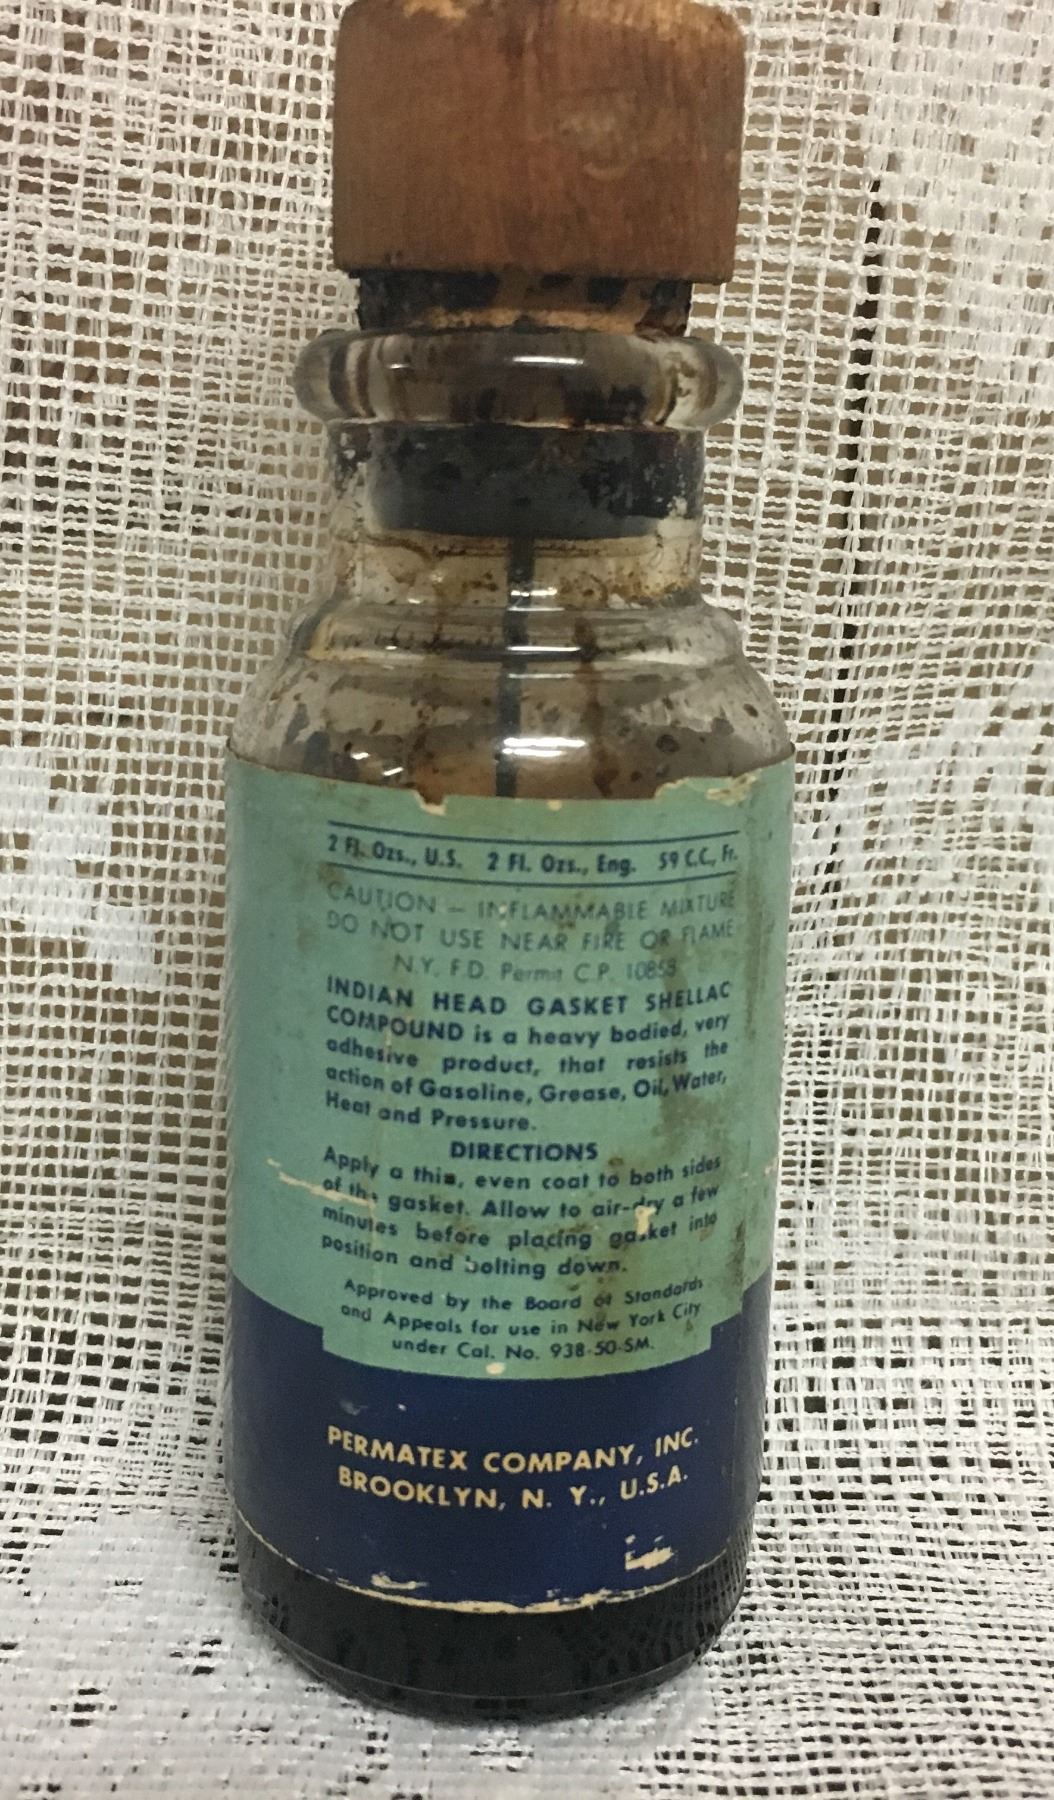 2 Fl. Ozs., U.S. 2 Fl. Ozs., Eng. 59 C.C., Fr.
CAUTION — INFLAMMABLE MIXTURE
DO NOT USE NEAR FIRE OR FLAME
N.Y. F.D. Permit C.P. 10853
INDIAN HEAD GASKET SHELLAC
COMPOUND is a heavy bodied, very
adhesive product, that resists the
action of Gasoline, Grease, Oil, Water,
Heat and Pressure.
DIRECTIONS
Apply a thin, even coat to both sides
of the gasket. Allow to air-dry a few
minutes before placing gasket into
position and bolting down.
Approved by the Board of Standards
and Appeals for use in New York City
under Cal. No. 938-50-SM.
PERMATEX COMPANY, INC.
BROOKLYN, N. Y., U.S.A.